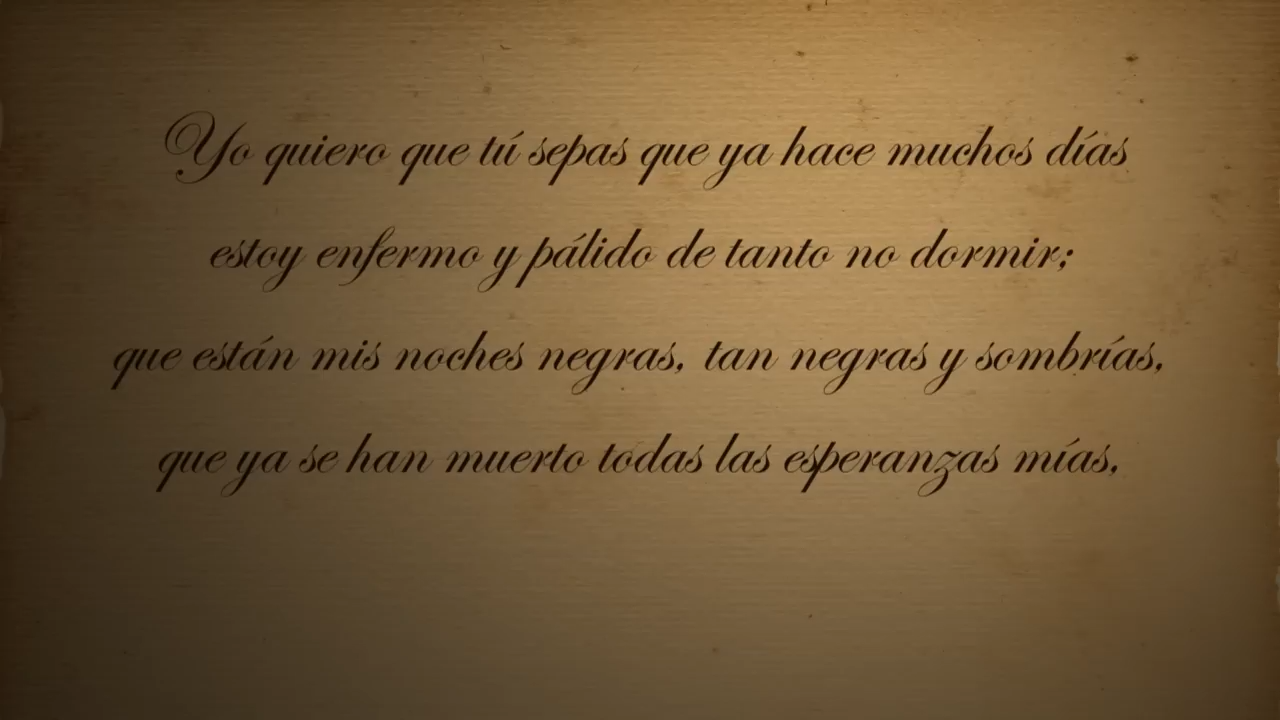 Yo quiero que tú sepas que ya hace muchos días
estoy enfermo y pálido de tanto no dormir;
que están mis noches negras, tan negras y sombrías,
que ya se han muerto todas las esperanzas mías,